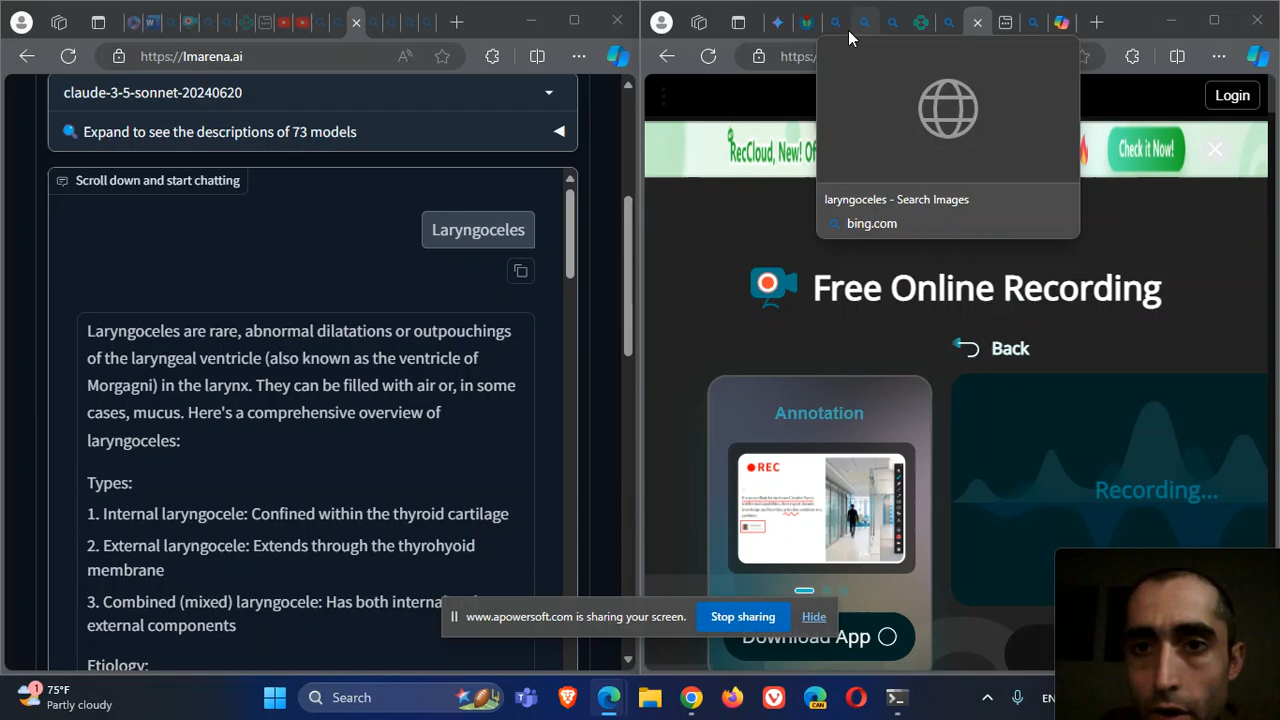 https://lmarena.ai
claude-3-5-sonnet-20240620
Expand to see the descriptions of 73 models
Scroll down and start chatting
Laryngoceles
Laryngoceles are rare, abnormal dilatations or outpouchings
of the laryngeal ventricle (also known as the ventricle of
Morgagni) in the larynx. They can be filled with air or, in some
cases, mucus. Here's a comprehensive overview of
laryngoceles:
Types:
1. Internal laryngocele: Confined within the thyroid cartilage
2. External laryngocele: Extends through the thyrohyoid
membrane
3. Combined (mixed) laryngocele: Has both internal
external components
Etiology:
https:
Login
RecCloud, New! Of
Check it Now!
laryngoceles - Search Images
bing.com
Free Online Recording
Back
Annotation
REC
Recording...
Download App
www.apowersoft.com is sharing your screen.
Stop sharing
Hide
1
75°F
Partly cloudy
Search
CAN
EN